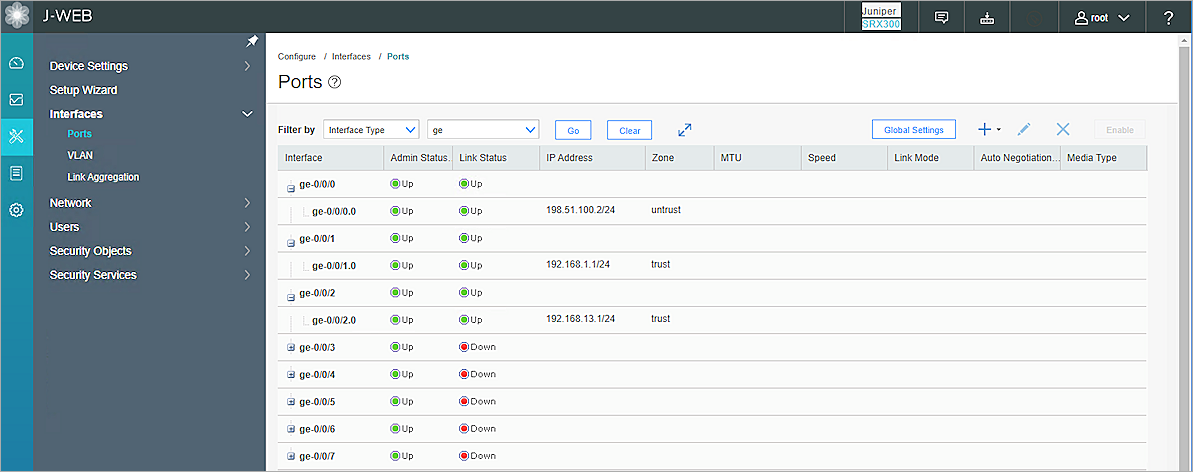 J-WEB
Juniper
SRX300
root
?
Device Settings
Setup Wizard
Interfaces
Ports
VLAN
Link Aggregation
Network
Users
Security Objects
Security Services
Configure / Interfaces / Ports
Ports ?
Filter by Interface Type ge Go Clear Global Settings Enable
Interface Admin Status. Link Status IP Address Zone MTU Speed Link Mode Auto Negotiation... Media Type
ge-0/0/0 Up Up
ge-0/0/0.0 Up Up 198.51.100.2/24 untrust
ge-0/0/1 Up Up
ge-0/0/1.0 Up Up 192.168.1.1/24 trust
ge-0/0/2 Up Up
ge-0/0/2.0 Up Up 192.168.13.1/24 trust
ge-0/0/3 Up Down
ge-0/0/4 Up Down
ge-0/0/5 Up Down
ge-0/0/6 Up Down
ge-0/0/7 Up Down